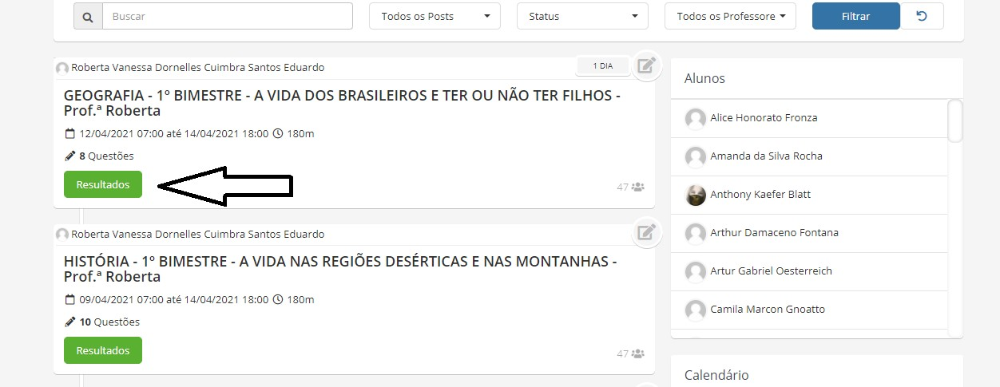 Buscar
Todos os Posts
Status
Todos os Professore
Filtrar
Roberta Vanessa Dornelles Cuimbra Santos Eduardo
1 DIA
GEOGRAFIA - 1º BIMESTRE - A VIDA DOS BRASILEIROS E TER OU NÃO TER FILHOS -
Prof.ª Roberta
12/04/2021 07:00 até 14/04/2021 18:00 180m
8 Questões
Resultados
47
Roberta Vanessa Dornelles Cuimbra Santos Eduardo
HISTÓRIA - 1º BIMESTRE - A VIDA NAS REGIÕES DESÉRTICAS E NAS MONTANHAS -
Prof.ª Roberta
09/04/2021 07:00 até 14/04/2021 18:00 180m
10 Questões
Resultados
47
Alunos
Alice Honorato Fronza
Amanda da Silva Rocha
Anthony Kaefer Blatt
Arthur Damaceno Fontana
Artur Gabriel Oesterreich
Camila Marcon Gnoatto
Calendário